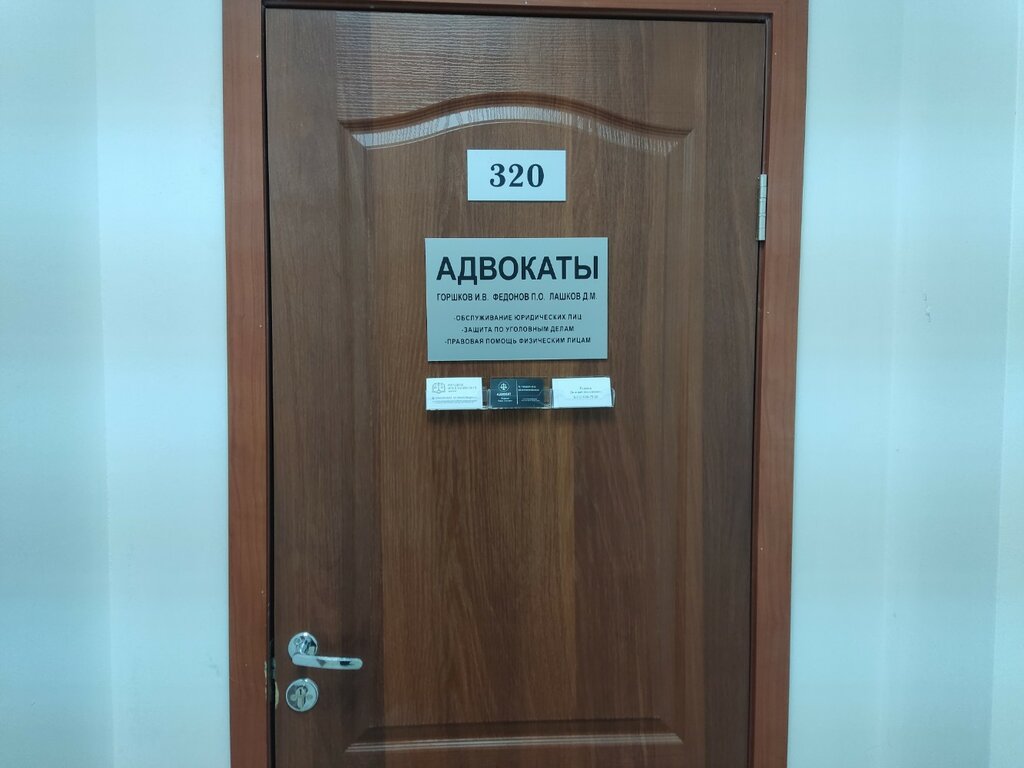 320
АДВОКАТЫ
ГОРШКОВ И.В. ФЕДОНОВ П.О. ЛАШКОВ Д.М.
-ОБСЛУЖИВАНИЕ ЮРИДИЧЕСКИХ ЛИЦ
-ЗАЩИТА ПО УГОЛОВНЫМ ДЕЛАМ
-ПРАВОВАЯ ПОМОЩЬ ФИЗИЧЕСКИМ ЛИЦАМ
АДВОКАТ